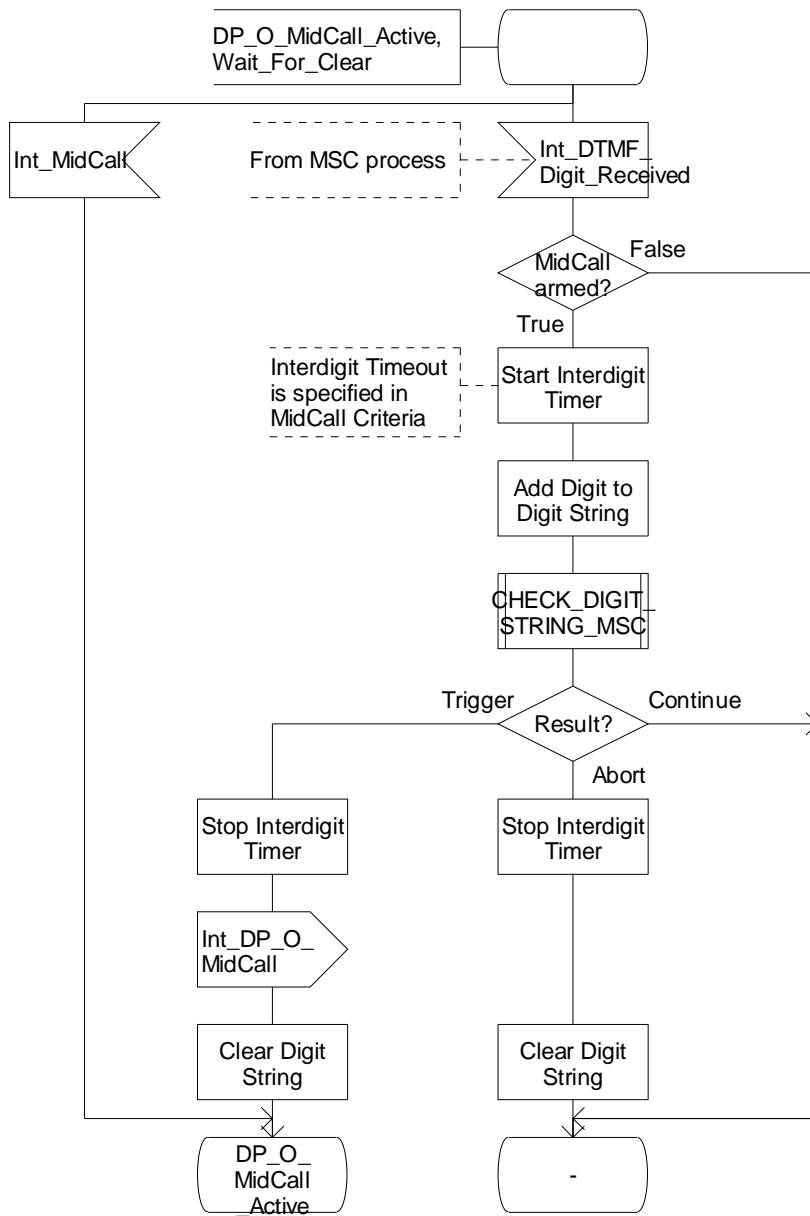 DP_O_MidCall_Active,
Wait_For_Clear
Int_MidCall
From MSC process
Int_DTMF_
Digit_Received
MidCall
armed?
False
True
Interdigit Timeout
is specified in
MidCall Criteria
Start Interdigit
Timer
Add Digit to
Digit String
CHECK_DIGIT_
STRING_MSC
Trigger
Result?
Continue
Abort
Stop Interdigit
Timer
Stop Interdigit
Timer
Int_DP_O_
MidCall
Clear Digit
String
Clear Digit
String
DP_O_
MidCall
_Active
-